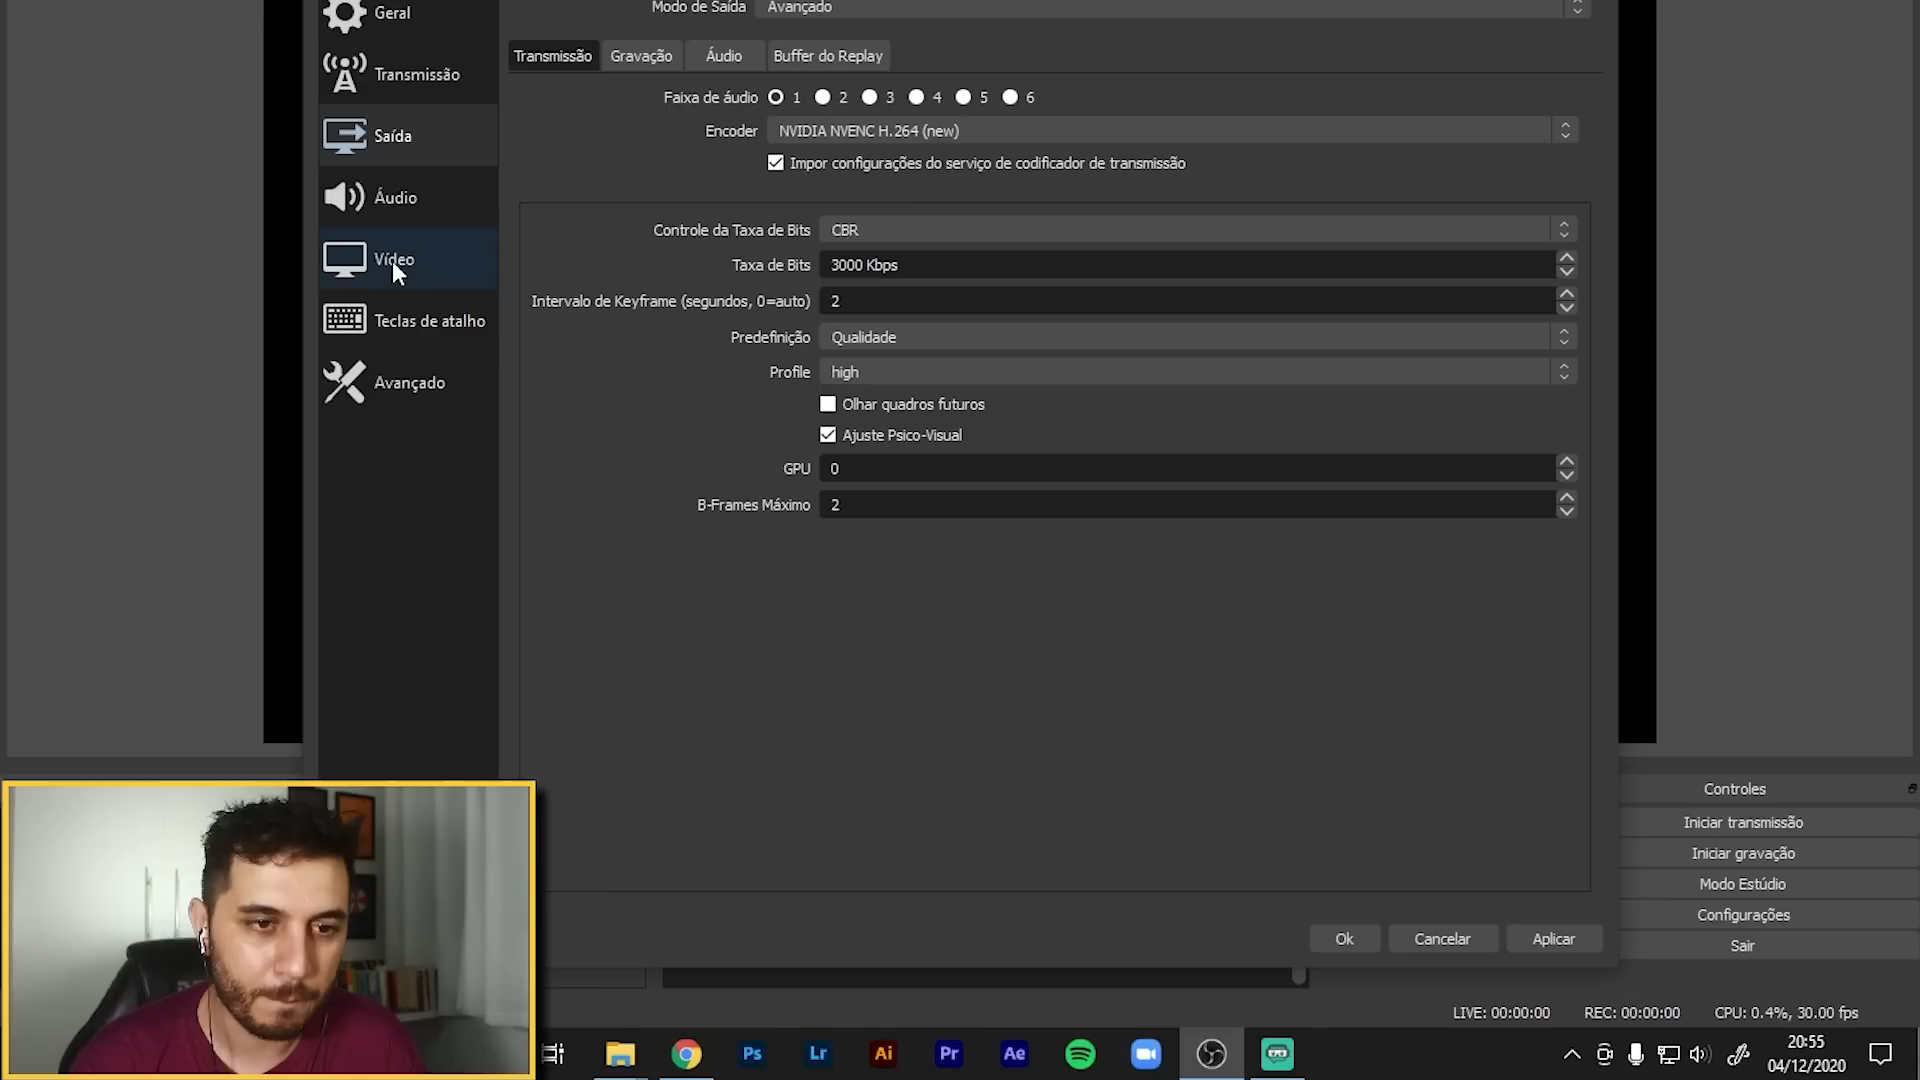 Geral
Transmissão
Saída
Áudio
Vídeo
Teclas de atalho
Avançado
Modo de Saída Avançado
Transmissão Gravação Áudio Buffer do Replay
Faixa de áudio 1 2 3 4 5 6
Encoder NVIDIA NVENC H.264 (new)
Impor configurações do serviço de codificador de transmissão
Controle da Taxa de Bits CBR
Taxa de Bits 3000 Kbps
Intervalo de Keyframe (segundos, 0=auto) 2
Predefinição Qualidade
Profile high
Olhar quadros futuros
Ajuste Psico-Visual
GPU 0
B-Frames Máximo 2
Ok Cancelar Aplicar
Controles
Iniciar transmissão
Iniciar gravação
Modo Estúdio
Configurações
Sair
LIVE: 00:00:00 REC: 00:00:00 CPU: 0.4%, 30.00 fps
Ps Lr Ai Pr Ae
20:55
04/12/2020